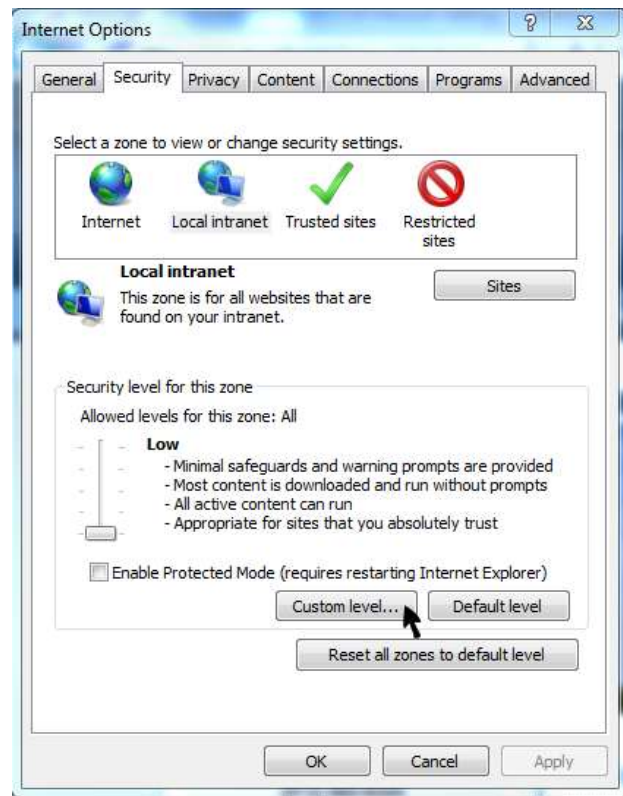 Internet Options
General Security Privacy Content Connections Programs Advanced
Select a zone to view or change security settings.
Internet Local intranet Trusted sites Restricted sites
Local intranet
This zone is for all websites that are
found on your intranet.
Sites
Security level for this zone
Allowed levels for this zone: All
Low
- Minimal safeguards and warning prompts are provided
- Most content is downloaded and run without prompts
- All active content can run
- Appropriate for sites that you absolutely trust
Enable Protected Mode (requires restarting Internet Explorer)
Custom level... Default level
Reset all zones to default level
OK Cancel Apply